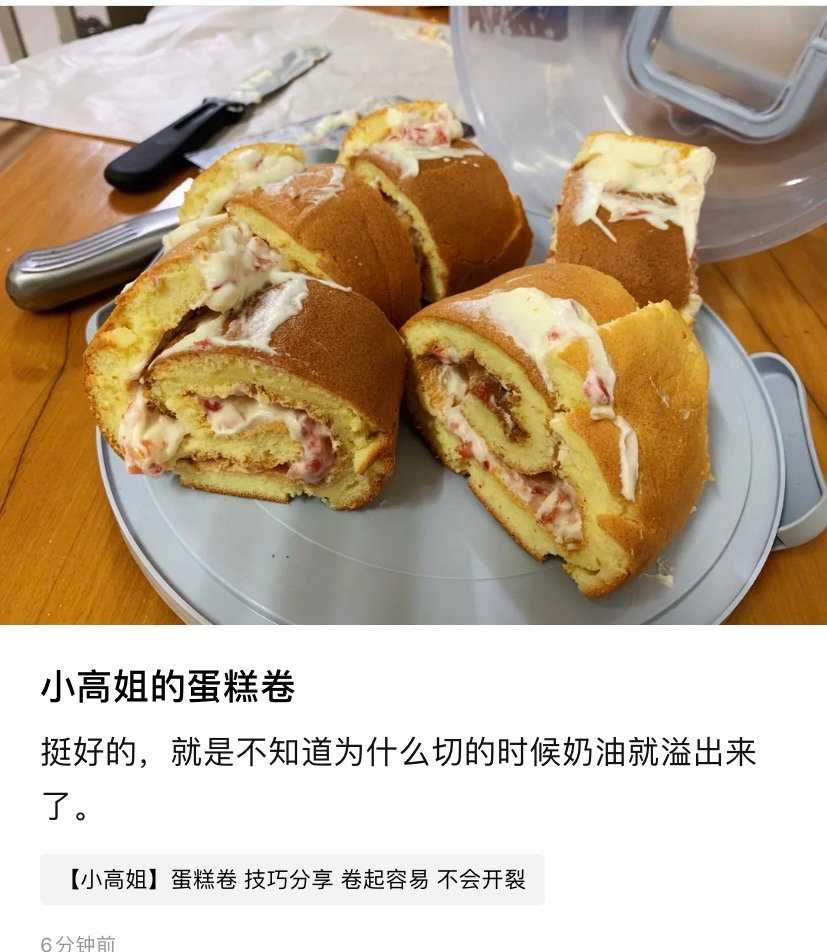 小高姐的蛋糕卷
挺好的，就是不知道为什么切的时候奶油就溢出来
了。
【小高姐】蛋糕卷 技巧分享 卷起容易 不会开裂
6分钟前